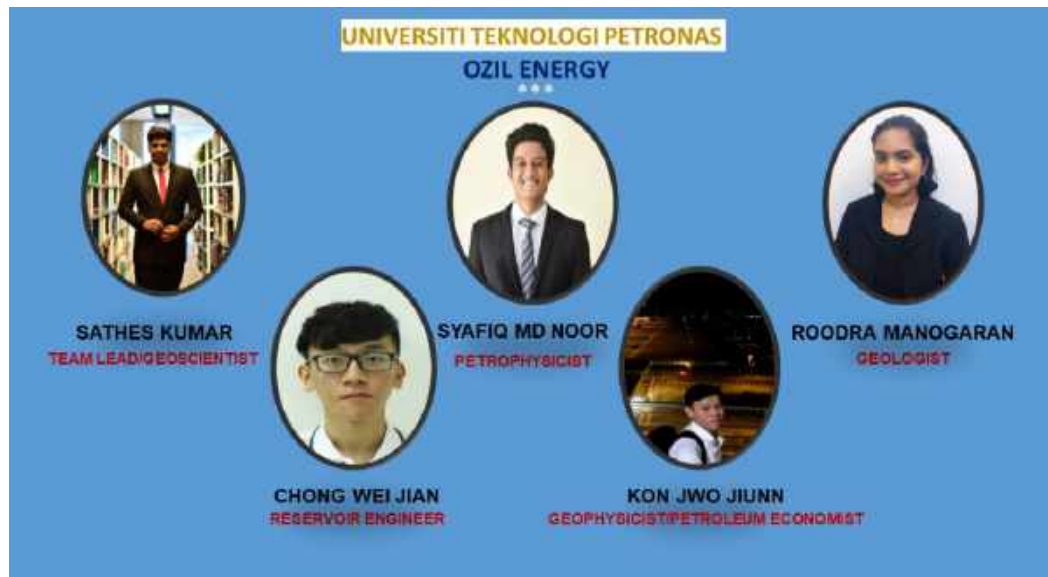 UNIVERSITI TEKNOLOGI PETRONAS
OZIL ENERGY
SATHES KUMAR
TEAM LEAD/GEOSCIENTIST
SYAFIQ MD NOOR
PETROPHYSICIST
ROODRA MANOGARAN
GEOLOGIST
CHONG WEI JIAN
RESERVOIR ENGINEER
KON JWO JIUNN
GEOPHYSICIST/PETROLEUM ECONOMIST